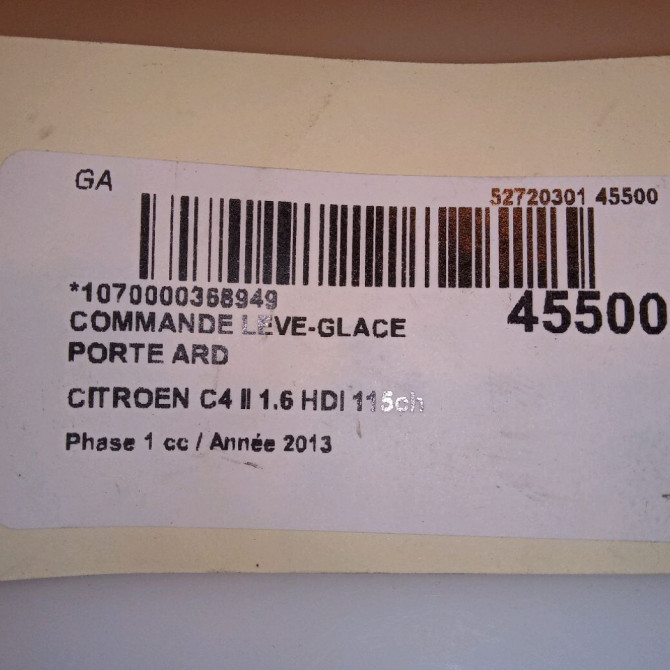 GA
52720301 45500
*1070000368949
45500
COMMANDE LEVE-GLACE
PORTE ARD
CITROEN C4 II 1.6 HDI 115ch
Phase 1 cc / Année 2013